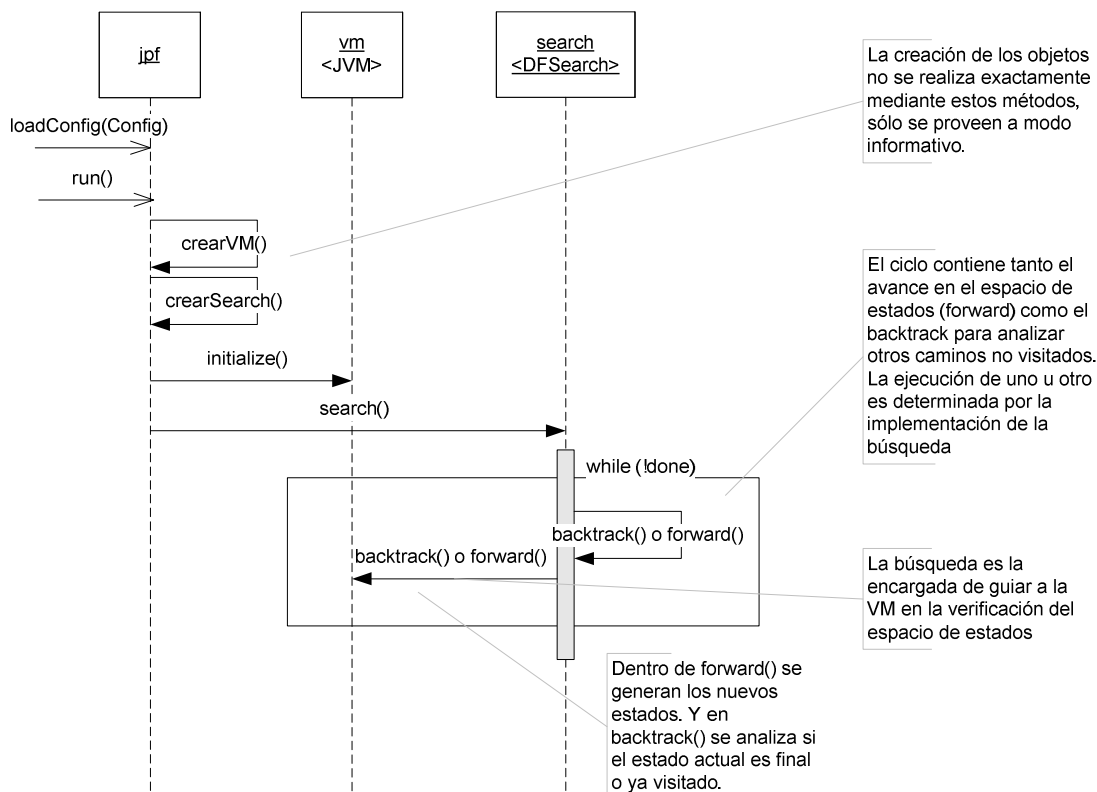 jpf
vm
<JVM>
search
<DFSearch>
La creación de los objetos
no se realiza exactamente
mediante estos métodos,
sólo se proveen a modo
informativo.
loadConfig(Config)
run()
crearVM()
crearSearch()
initialize()
search()
El ciclo contiene tanto el
avance en el espacio de
estados (forward) como el
backtrack para analizar
otros caminos no visitados.
La ejecución de uno u otro
es determinada por la
implementación de la
búsqueda
while (!done)
backtrack() o forward()
backtrack() o forward()
La búsqueda es la
encargada de guiar a la
VM en la verificación del
espacio de estados
Dentro de forward() se
generan los nuevos
estados. Y en
backtrack() se analiza si
el estado actual es final
o ya visitado.